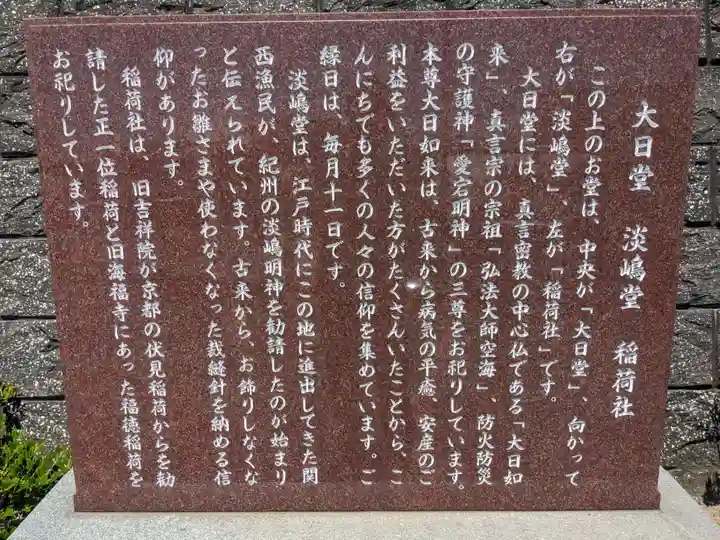 大日堂 淡嶋堂 稲荷社
この上のお堂は、中央が「大日堂」、向かって
右が「淡嶋堂」、左が「稲荷社」です。
大日堂には、真言密教の中心仏である「大日如
来」、真言宗の宗祖「弘法大師空海」、防火防災
の守護神「愛宕明神」の三尊をお祀りしています。
本尊大日如来は、古来から病気の平癒、安産のご
利益をいただいた方がたくさんいたことから、こ
んにちでも多くの人々の信仰を集めています。ご
縁日は、毎月十一日です。
淡嶋堂は、江戸時代にこの地に進出してきた関
西漁民が、紀州の淡嶋明神を勧請したのが始まり
と伝えられています。古来から、お飾りしなくな
ったお雛さまや使わなくなった裁縫針を納める信
仰があります。
稲荷社は、旧吉祥院が京都の伏見稲荷からを勧
請した正一位稲荷と旧海福寺にあった福徳稲荷を
お祀りしています。